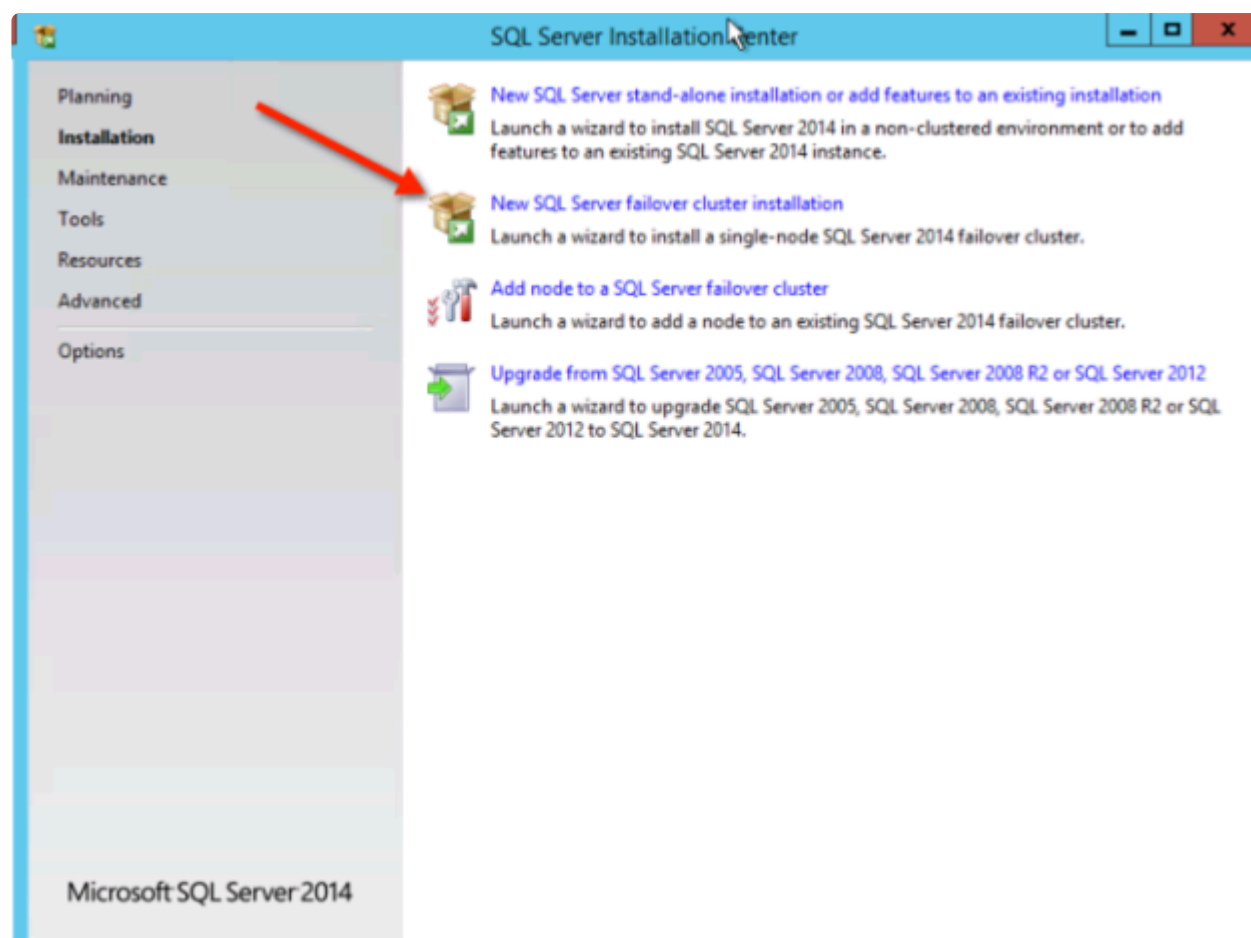 SQL Server Installation Center
Planning
Installation
Maintenance
Tools
Resources
Advanced
Options
New SQL Server stand-alone installation or add features to an existing installation
Launch a wizard to install SQL Server 2014 in a non-clustered environment or to add
features to an existing SQL Server 2014 instance.
New SQL Server failover cluster installation
Launch a wizard to install a single-node SQL Server 2014 failover cluster.
Add node to a SQL Server failover cluster
Launch a wizard to add a node to an existing SQL Server 2014 failover cluster.
Upgrade from SQL Server 2005, SQL Server 2008, SQL Server 2008 R2 or SQL Server 2012
Launch a wizard to upgrade SQL Server 2005, SQL Server 2008, SQL Server 2008 R2 or SQL
Server 2012 to SQL Server 2014.
Microsoft SQL Server 2014